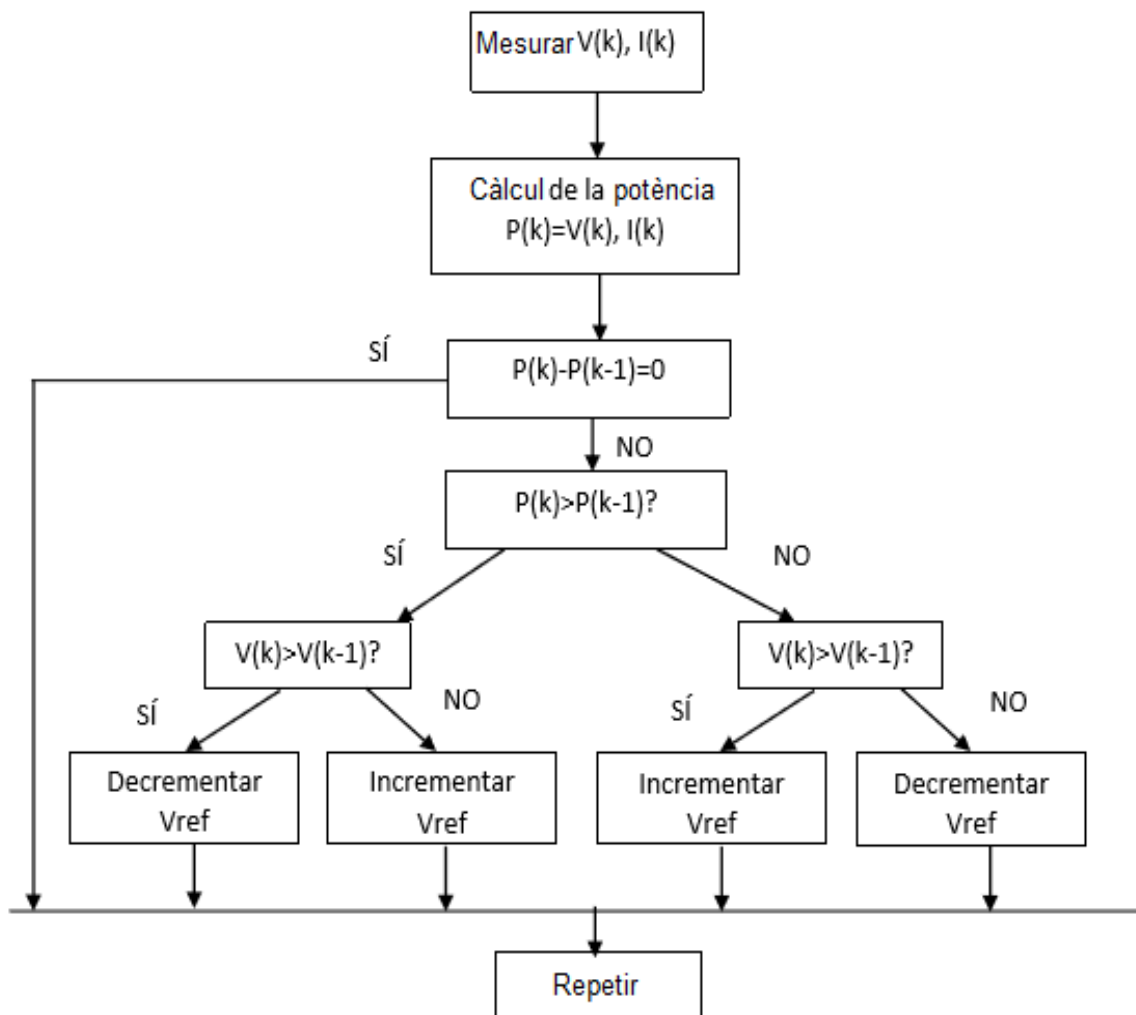 Mesurar V(k), I(k)
Càlcul de la potència
P(k)=V(k), I(k)
SÍ
P(k)-P(k-1)=0
NO
P(k)>P(k-1)?
SÍ
NO
V(k)>V(k-1)?
V(k)>V(k-1)?
SÍ
NO
SÍ
NO
Decrementar
Vref
Incrementar
Vref
Incrementar
Vref
Decrementar
Vref
Repetir